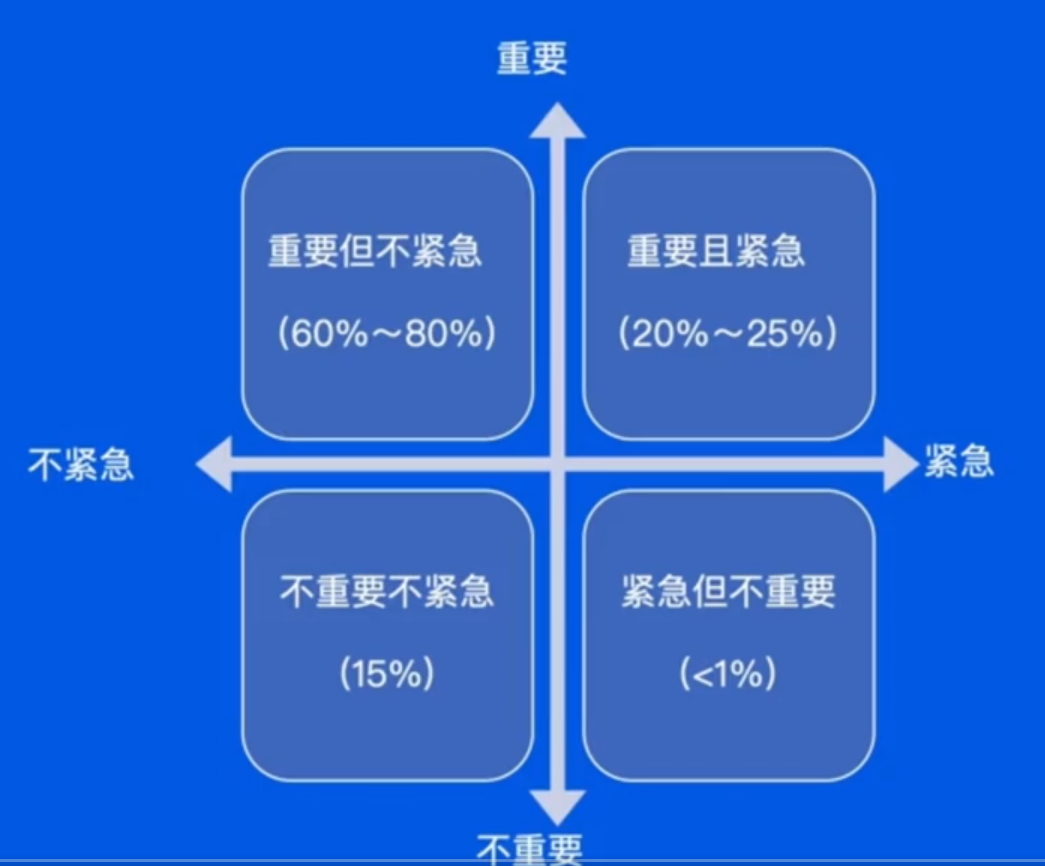 重要
重要但不紧急
(60%～80%)
重要且紧急
(20%～25%)
不紧急
紧急
不重要不紧急
(15%)
紧急但不重要
(<1%)
不重要